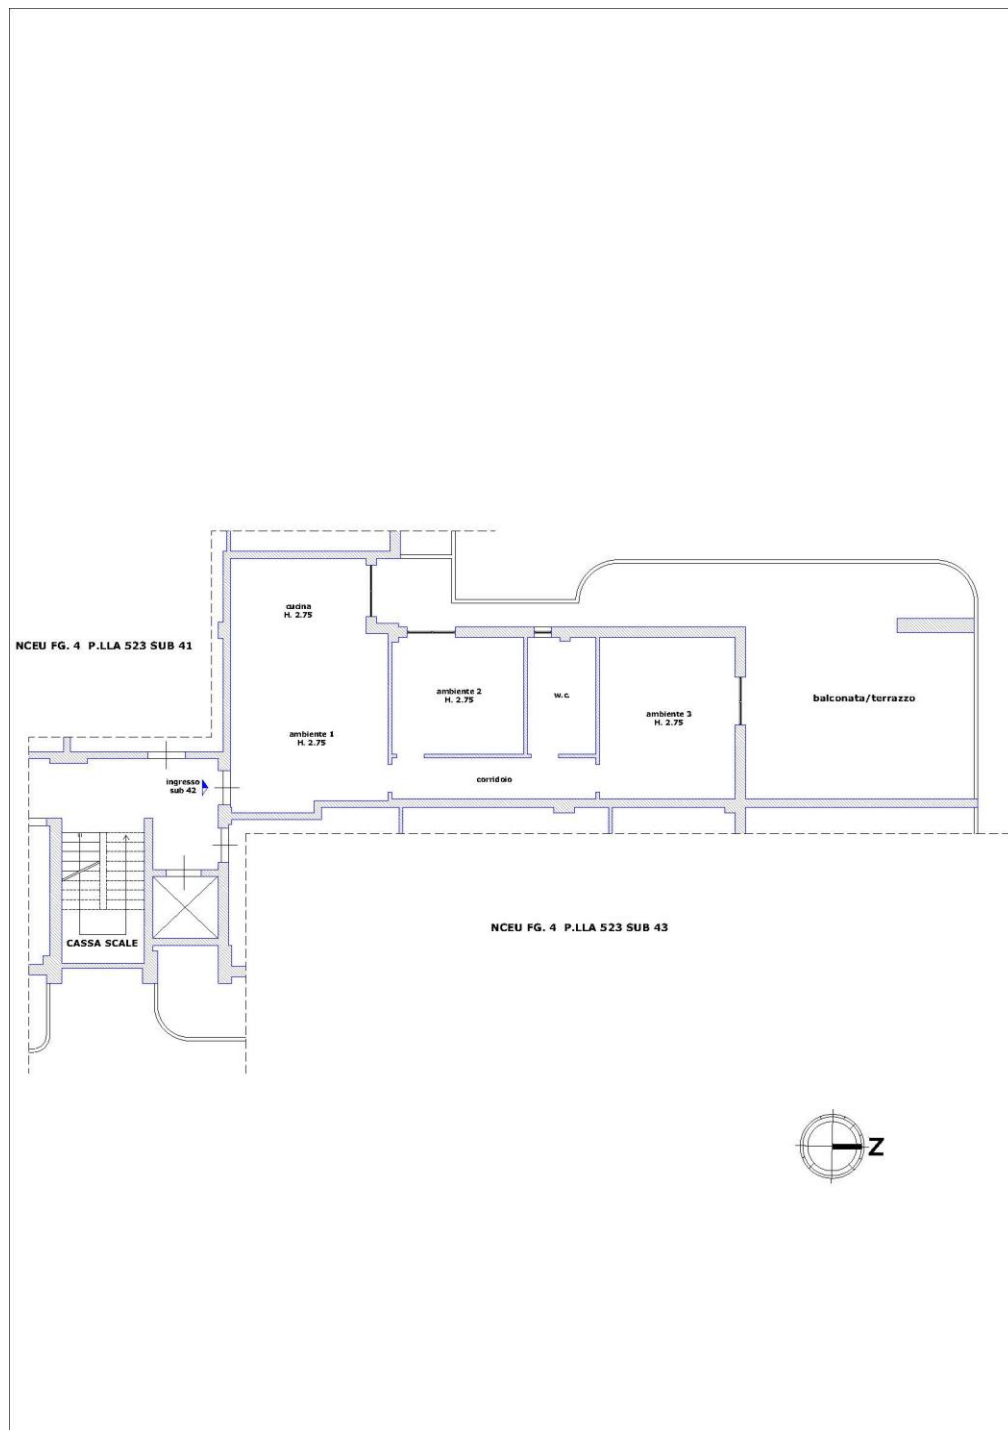 cucina
H. 2.75
NCEU FG. 4 P.LLA 523 SUB 41
ambiente 2
H. 2.75
w.c.
balconata/terrazzo
ambiente 3
H. 2.75
ambiente 1
H. 2.75
ingresso
sub 42
corridoio
NCEU FG. 4 P.LLA 523 SUB 43
CASSA SCALE
N